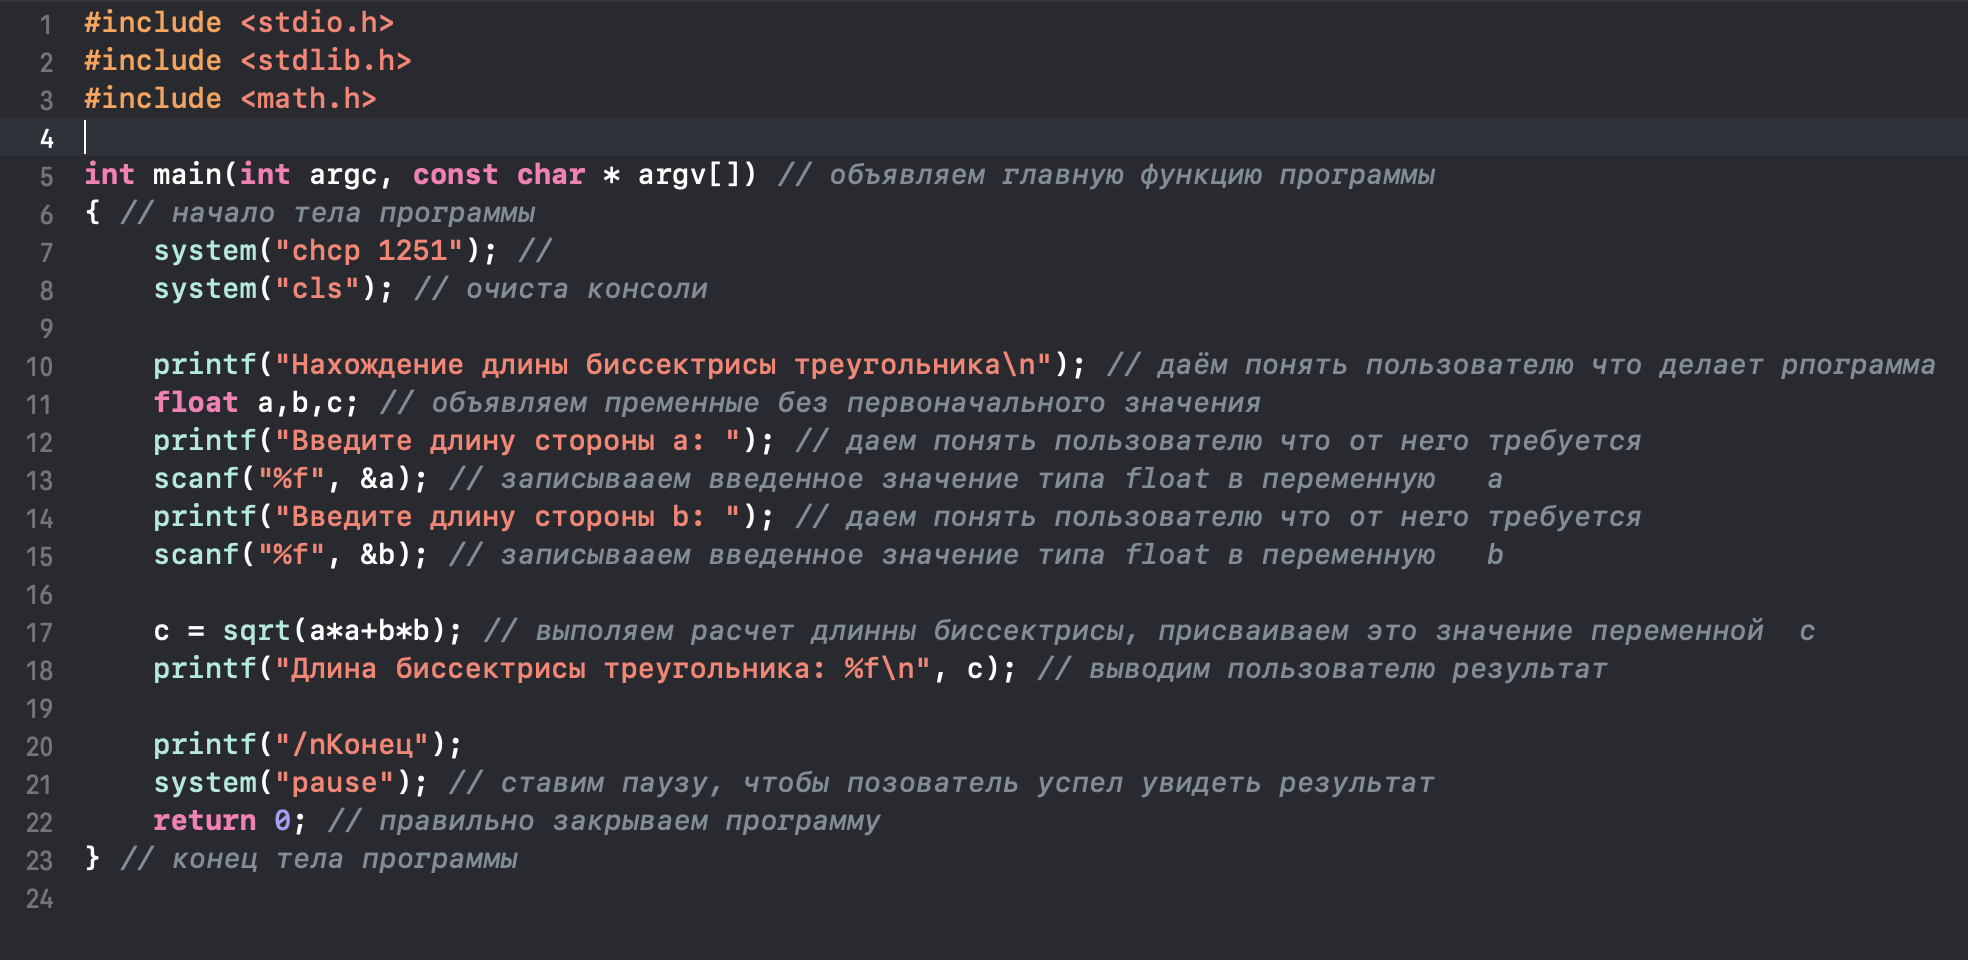 1 #include <stdio.h>
2 #include <stdlib.h>
3 #include <math.h>
4
5 int main(int argc, const char * argv[]) // объявляем главную функцию программы
6 { // начало тела программы
7     system("chcp 1251"); //
8     system("cls"); // очиста консоли
9
10     printf("Нахождение длины биссектрисы треугольника\n"); // даём понять пользователю что делает рпограмма
11     float a,b,c; // объявляем пременные без первоначального значения
12     printf("Введите длину стороны a: "); // даем понять пользователю что от него требуется
13     scanf("%f", &a); // записывааем введенное значение типа float в переменную   a
14     printf("Введите длину стороны b: "); // даем понять пользователю что от него требуется
15     scanf("%f", &b); // записывааем введенное значение типа float в переменную   b
16
17     c = sqrt(a*a+b*b); // выполяем расчет длинны биссектрисы, присваиваем это значение переменной  c
18     printf("Длина биссектрисы треугольника: %f\n", c); // выводим пользователю результат
19
20     printf("/nКонец");
21     system("pause"); // ставим паузу, чтобы позователь успел увидеть результат
22     return 0; // правильно закрываем программу
23 } // конец тела программы
24